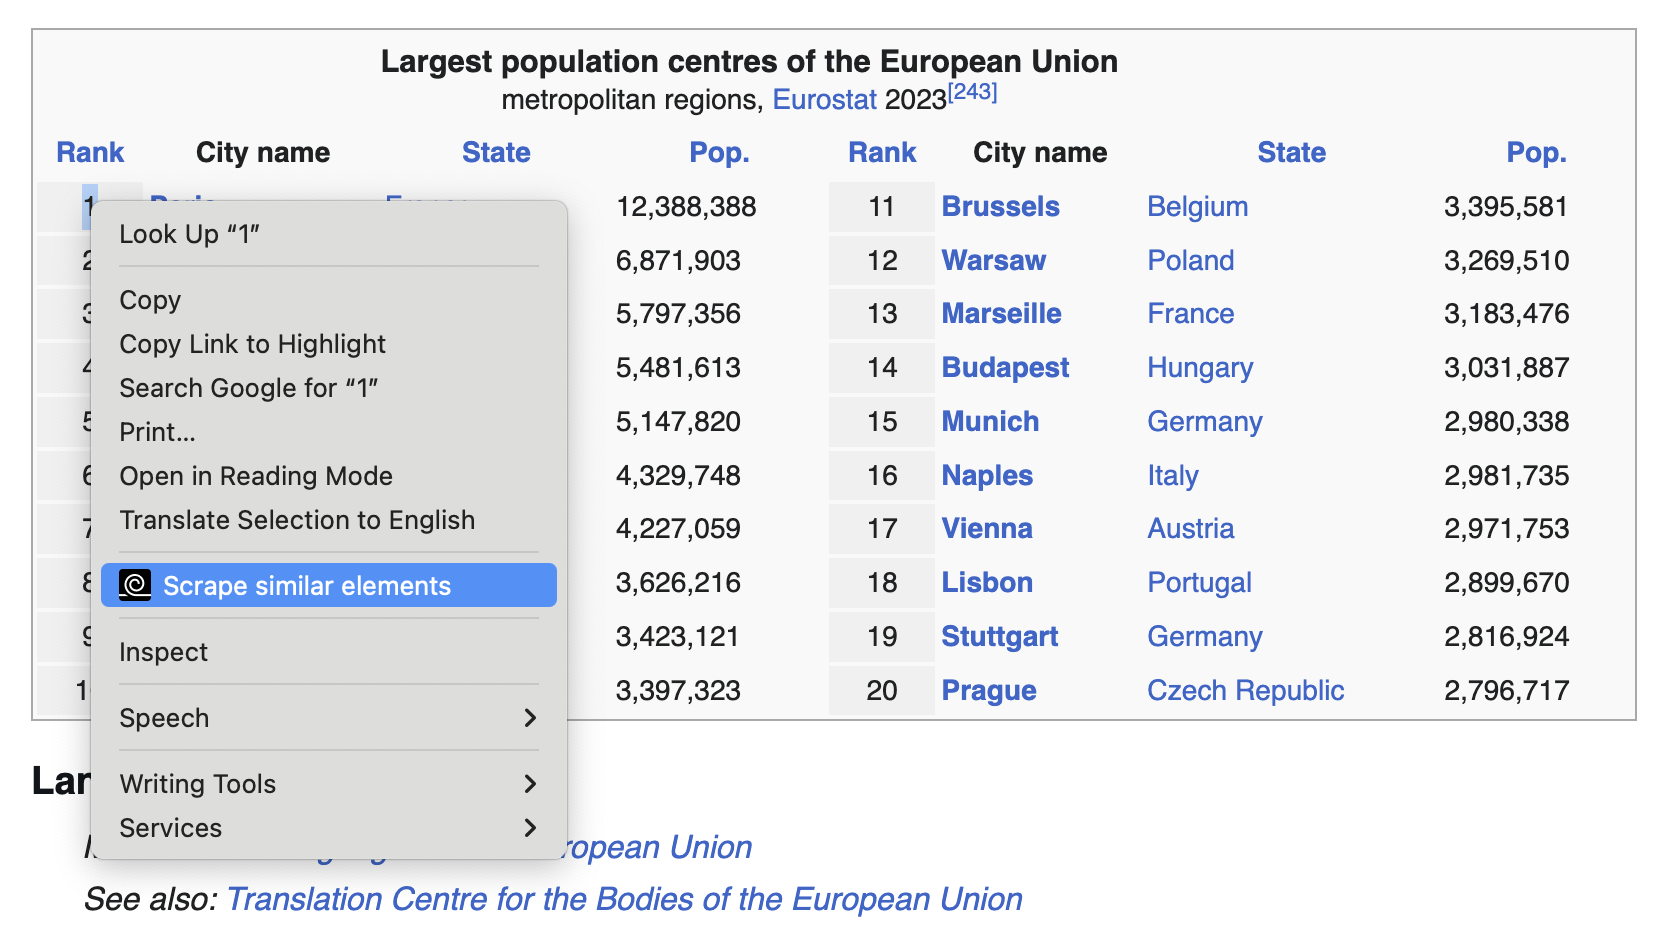 Largest population centres of the European Union
metropolitan regions, Eurostat 2023[243]
Rank City name State Pop. Rank City name State Pop.
1 12,388,388 11 Brussels Belgium 3,395,581
2 6,871,903 12 Warsaw Poland 3,269,510
3 5,797,356 13 Marseille France 3,183,476
4 5,481,613 14 Budapest Hungary 3,031,887
5 5,147,820 15 Munich Germany 2,980,338
6 4,329,748 16 Naples Italy 2,981,735
7 4,227,059 17 Vienna Austria 2,971,753
8 3,626,216 18 Lisbon Portugal 2,899,670
9 3,423,121 19 Stuttgart Germany 2,816,924
3,397,323 20 Prague Czech Republic 2,796,717
Look Up “1”
Copy
Copy Link to Highlight
Search Google for “1”
Print...
Open in Reading Mode
Translate Selection to English
Scrape similar elements
Inspect
Speech
Writing Tools
Services
Union
See also: Translation Centre for the Bodies of the European Union